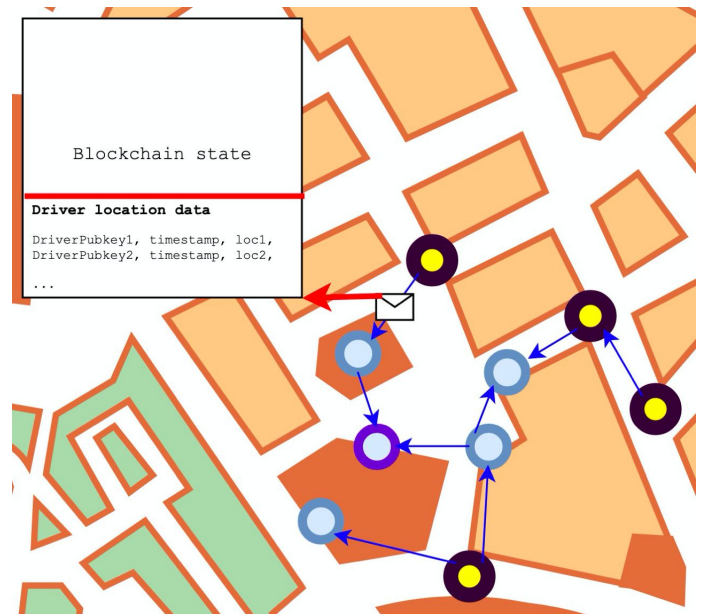 Blockchain state
Driver location data
DriverPubkey1, timestamp, loc1,
DriverPubkey2, timestamp, loc2,
...